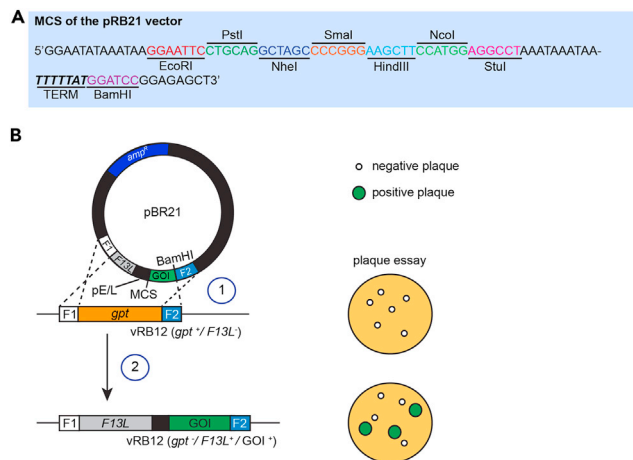 A
MCS of the pRB21 vector
PstI SmaI NcoI
5'GGAATATAAATAAGGAATTCCTGCAGGCTAGCCCCGGGAAGCTTCCATGGAGGCCTAAATAAATAA-
EcoRI NheI HindIII StuI
TTTTTATGGATCCGGAGAGCT3'
TERM BamHI
B
ampR
pBR21
BamHI
F1 F13L GOI F2
pE/L MCS
1
F1 gpt F2
vRB12 (gpt +/ F13L-)
2
F1 F13L GOI F2
vRB12 (gpt -/ F13L+ / GOI +)
negative plaque
positive plaque
plaque essay